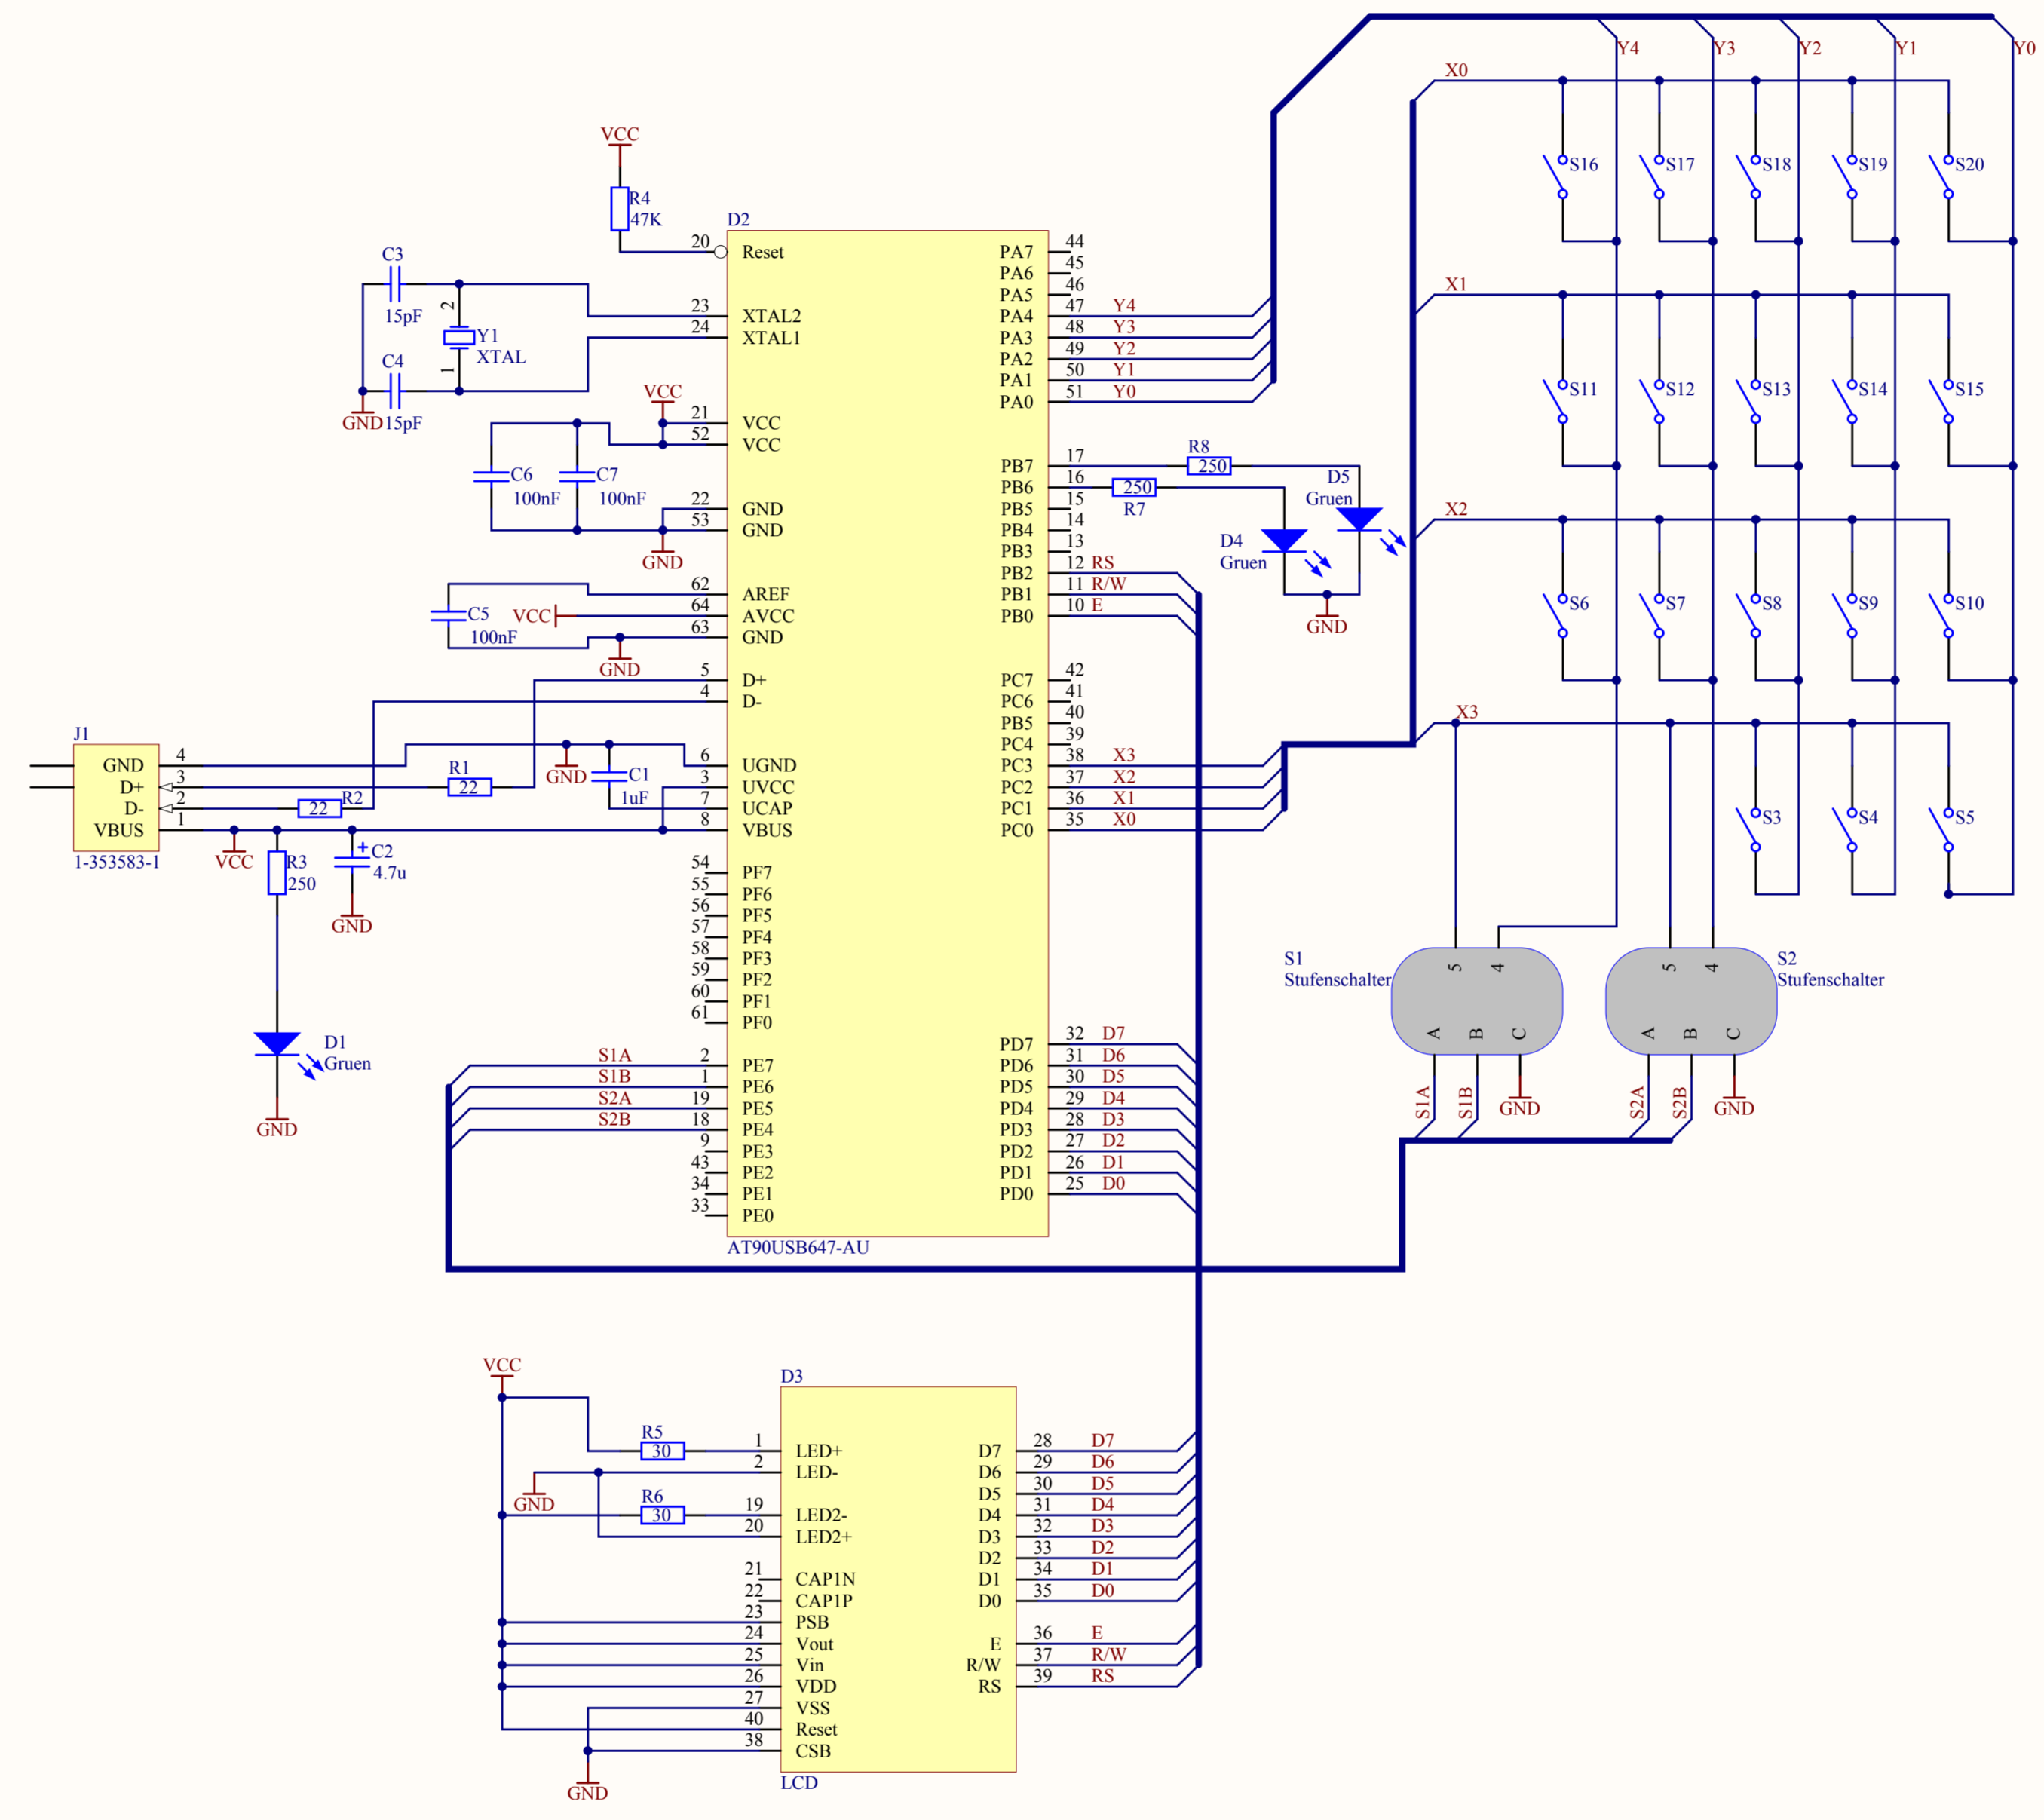 Y4 Y3 Y2 Y1 Y0
X0
S16 S17 S18 S19 S20
X1
S11 S12 S13 S14 S15
X2
S6 S7 S8 S9 S10
X3
S3 S4 S5
VCC
R4
47K
D2
20 Reset
C3
15pF
2
Y1
XTAL
1
C4
GND 15pF
23 XTAL2
24 XTAL1
VCC
21 VCC
52 VCC
C6
100nF
C7
100nF
22 GND
53 GND
GND
62 AREF
VCC 64 AVCC
63 GND
C5
100nF
GND
5 D+
4 D-
6 UGND
3 UVCC
7 UCAP
8 VBUS
54 PF7
55 PF6
56 PF5
57 PF4
58 PF3
59 PF2
60 PF1
61 PF0
S1A 2 PE7
S1B 1 PE6
S2A 19 PE5
S2B 18 PE4
9 PE3
43 PE2
34 PE1
33 PE0
AT90USB647-AU
PA7 44
PA6 45
PA5 46
PA4 47 Y4
PA3 48 Y3
PA2 49 Y2
PA1 50 Y1
PA0 51 Y0
PB7 17
PB6 16
PB5 15
PB4 14
PB3 13
PB2 12 RS
PB1 11 R/W
PB0 10 E
R8
250
250
R7
D5
Gruen
D4
Gruen
GND
PC7 42
PC6 41
PB5 40
PC4 39
PC3 38 X3
PC2 37 X2
PC1 36 X1
PC0 35 X0
PD7 32 D7
PD6 31 D6
PD5 30 D5
PD4 29 D4
PD3 28 D3
PD2 27 D2
PD1 26 D1
PD0 25 D0
J1
GND 4
D+ 3
D- 2
VBUS 1
1-353583-1
R1
22
R2
22
GND
C1
1uF
VCC
R3
250
C2
+
4.7u
GND
D1
Gruen
GND
S1
Stufenschalter
5 4
A B C
S1A S1B GND
S2
Stufenschalter
5 4
A B C
S2A S2B GND
VCC
D3
R5
30
1 LED+
2 LED-
GND
R6
30
19 LED2-
20 LED2+
21 CAP1N
22 CAP1P
23 PSB
24 Vout
25 Vin
26 VDD
27 VSS
40 Reset
38 CSB
GND
LCD
D7 28 D7
D6 29 D6
D5 30 D5
D4 31 D4
D3 32 D3
D2 33 D2
D1 34 D1
D0 35 D0
E 36 E
R/W 37 R/W
RS 39 RS